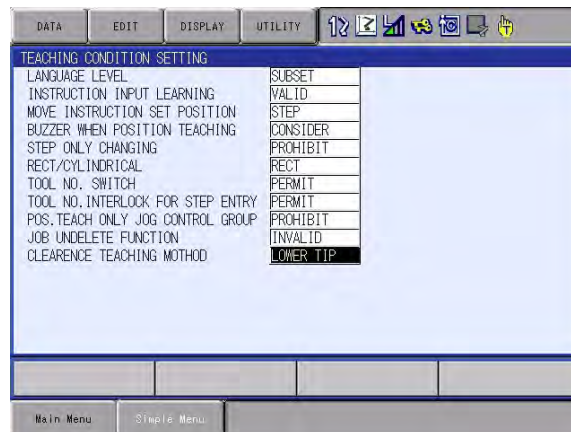 DATA EDIT DISPLAY UTILITY
TEACHING CONDITION SETTING
LANGUAGE LEVEL SUBSET
INSTRUCTION INPUT LEARNING VALID
MOVE INSTRUCTION SET POSITION STEP
BUZZER WHEN POSITION TEACHING CONSIDER
STEP ONLY CHANGING PROHIBIT
RECT/CYLINDRICAL RECT
TOOL NO. SWITCH PERMIT
TOOL NO.INTERLOCK FOR STEP ENTRY PERMIT
POS.TEACH ONLY JOG CONTROL GROUP PROHIBIT
JOB UNDELETE FUNCTION INVALID
CLEARENCE TEACHING MOTHOD LOWER TIP
Main Menu Simple Menu